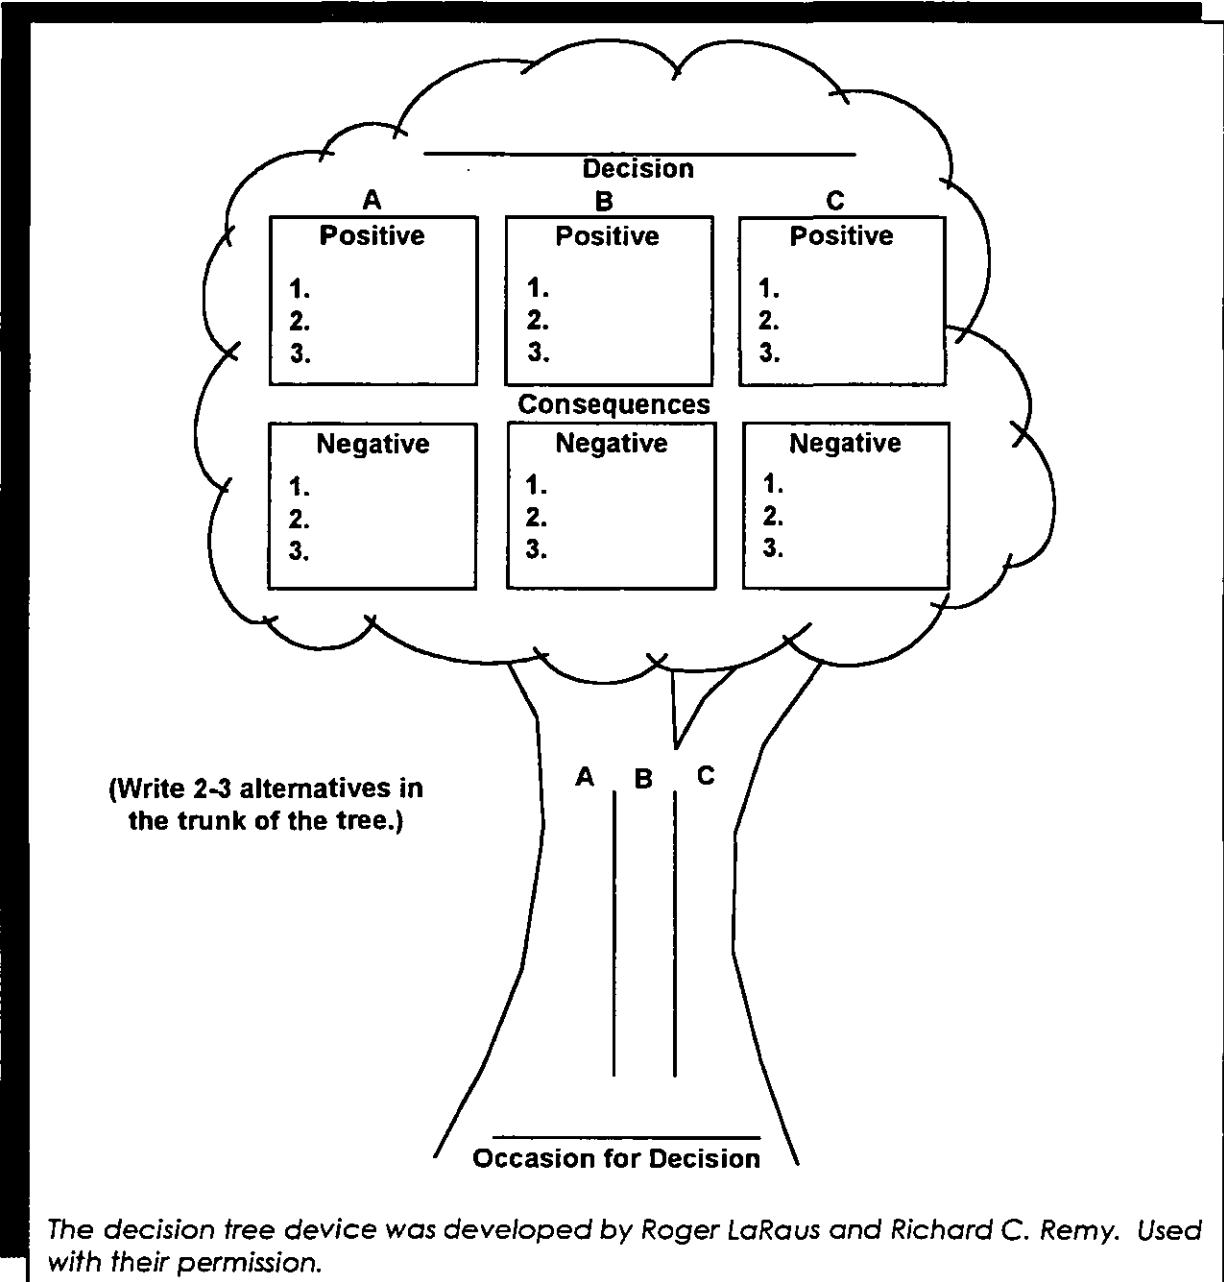 Decision
A B C
Positive Positive Positive
1. 1. 1.
2. 2. 2.
3. 3. 3.
Consequences
Negative Negative Negative
1. 1. 1.
2. 2. 2.
3. 3. 3.
A B C
(Write 2-3 alternatives in
the trunk of the tree.)
Occasion for Decision
The decision tree device was developed by Roger LaRaus and Richard C. Remy. Used
with their permission.